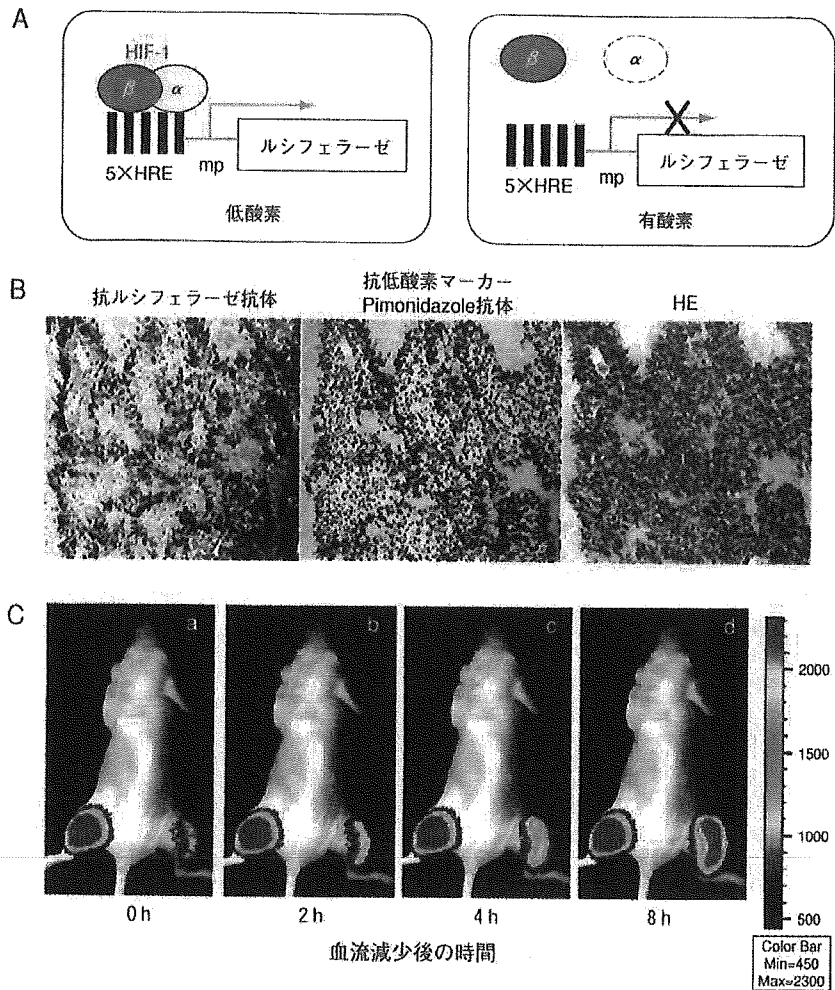 A
HIF-1
β
α
5×HRE
mp
ルシフェラーゼ
低酸素
β
α
5×HRE
mp
ルシフェラーゼ
有酸素
B
抗ルシフェラーゼ抗体
抗低酸素マーカー
Pimonidazole抗体
HE
C
a
b
c
d
2000
1500
1000
500
0 h
2 h
4 h
8 h
血流減少後の時間
Color Bar
Min=450
Max=2300